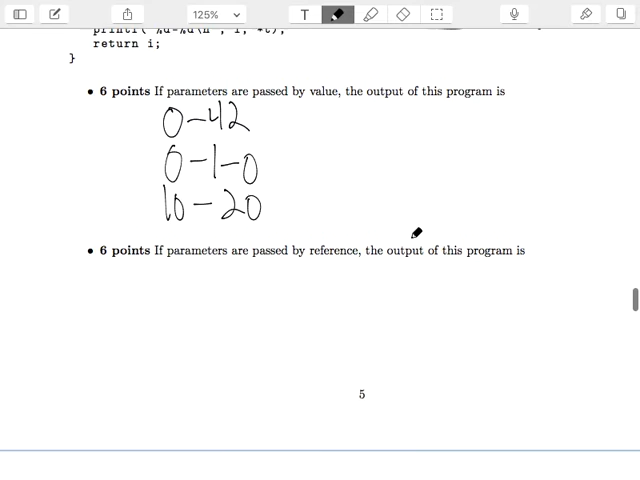 125%
T
return i;
}
• 6 points If parameters are passed by value, the output of this program is
0-42
0-1-0
10-20
• 6 points If parameters are passed by reference, the output of this program is
5